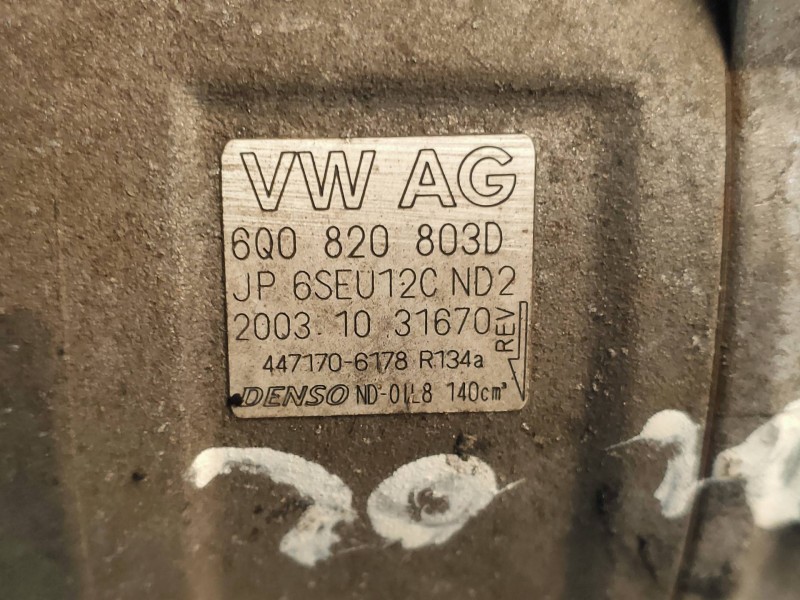 VW AG
6Q0 820 803D
JP 6SEU12C ND2
2003.10 31670
REV
447170-6178 R134a
DENSO ND-OIL8 140cm³
20